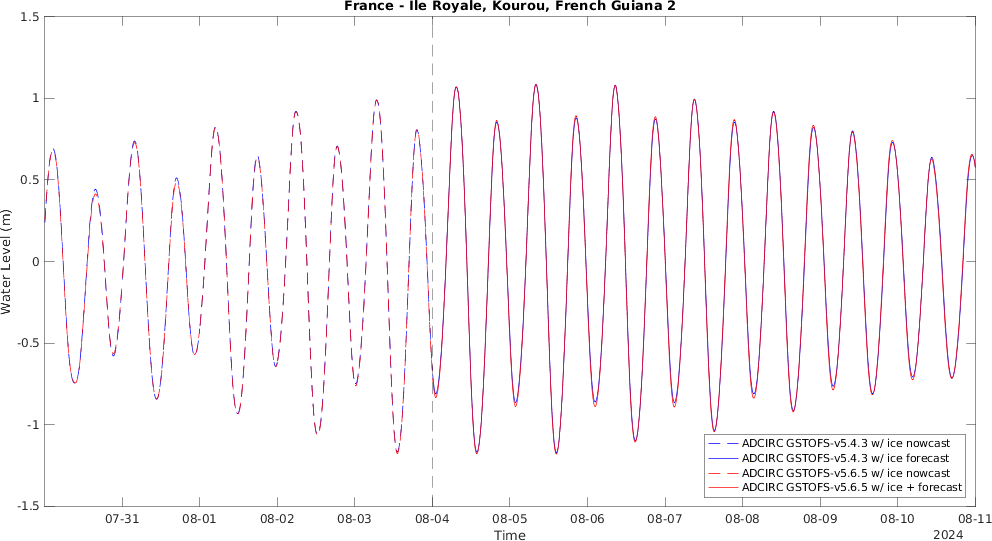 France - Ile Royale, Kourou, French Guiana 2
1.5
1
0.5
0
-0.5
-1
-1.5
Water Level (m)
ADCIRC GSTOFS-v5.4.3 w/ ice nowcast
ADCIRC GSTOFS-v5.4.3 w/ ice forecast
ADCIRC GSTOFS-v5.6.5 w/ ice nowcast
ADCIRC GSTOFS-v5.6.5 w/ ice + forecast
07-31 08-01 08-02 08-03 08-04 08-05 08-06 08-07 08-08 08-09 08-10 08-11
Time
2024